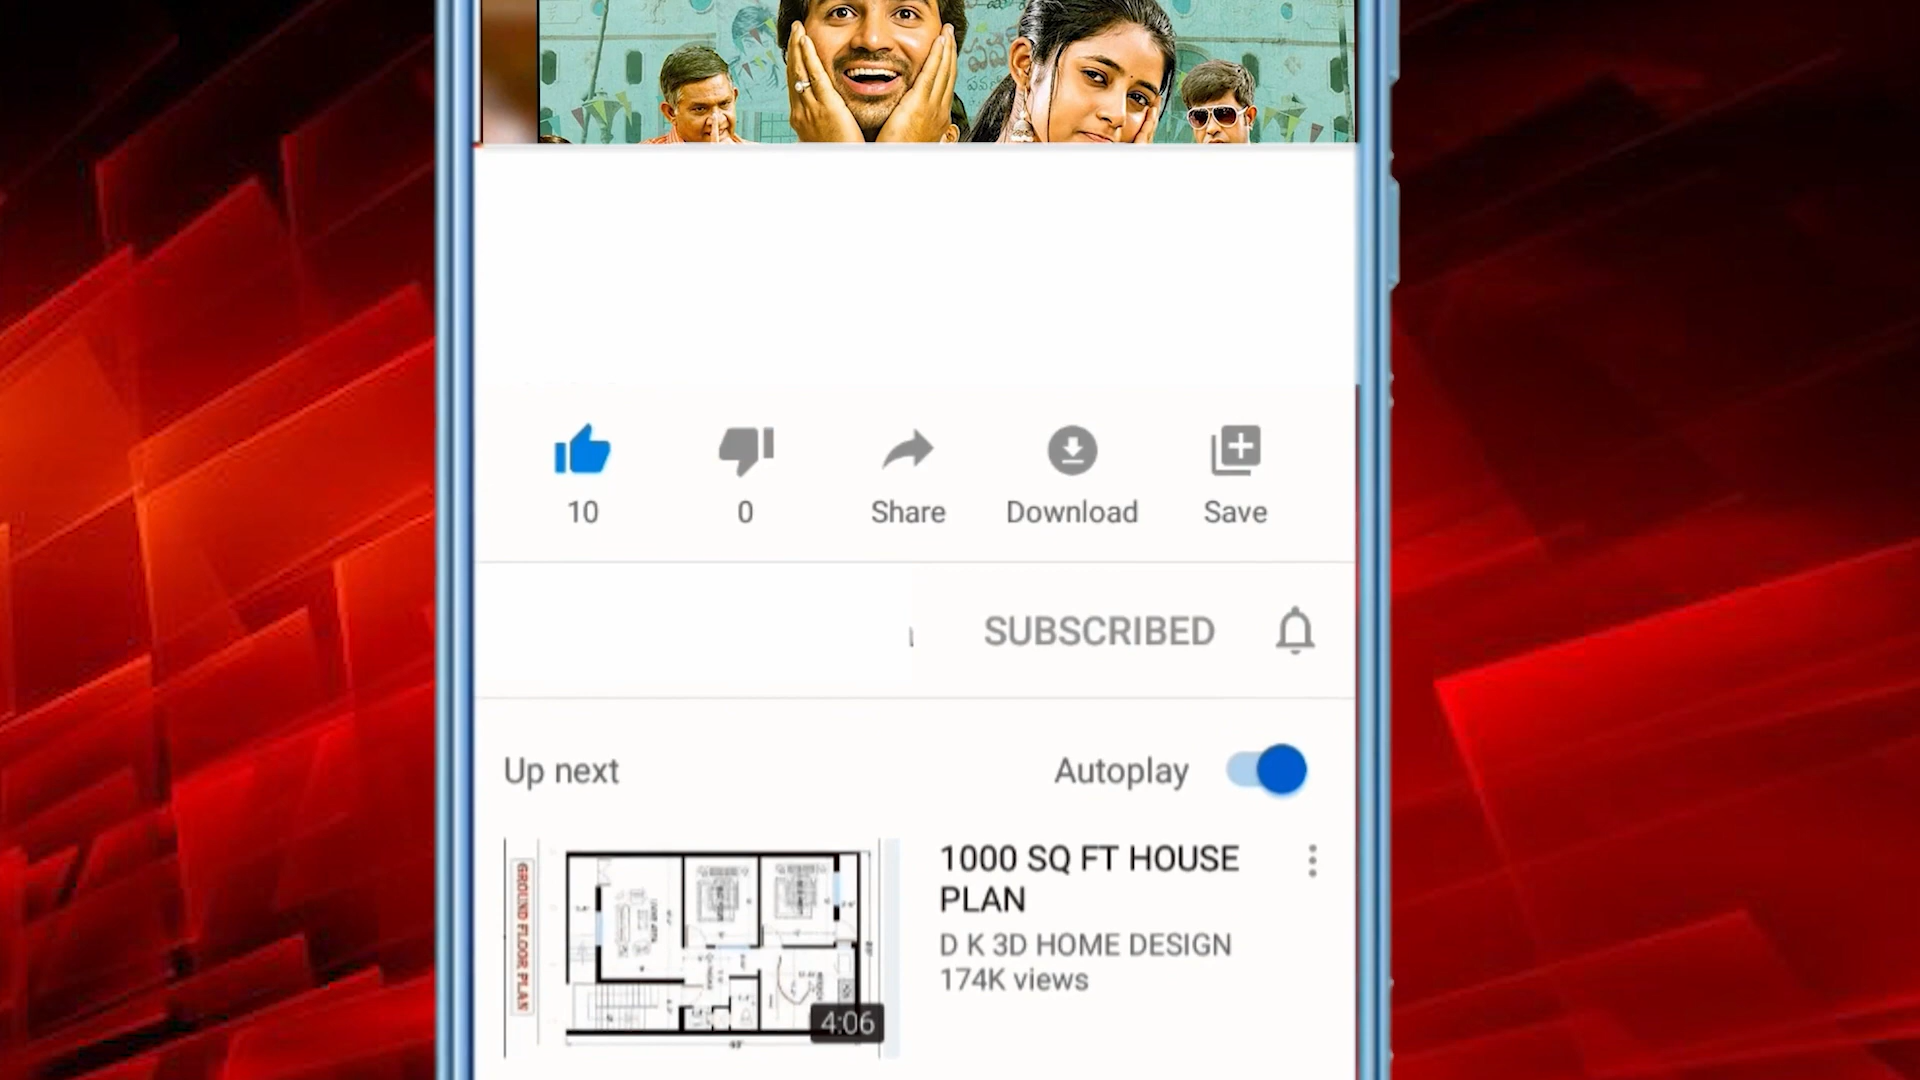 10
0
Share
Download
Save
SUBSCRIBED
Up next
Autoplay
1000 SQ FT HOUSE
PLAN
D K 3D HOME DESIGN
174K views
GROUND FLOOR PLAN
4:06